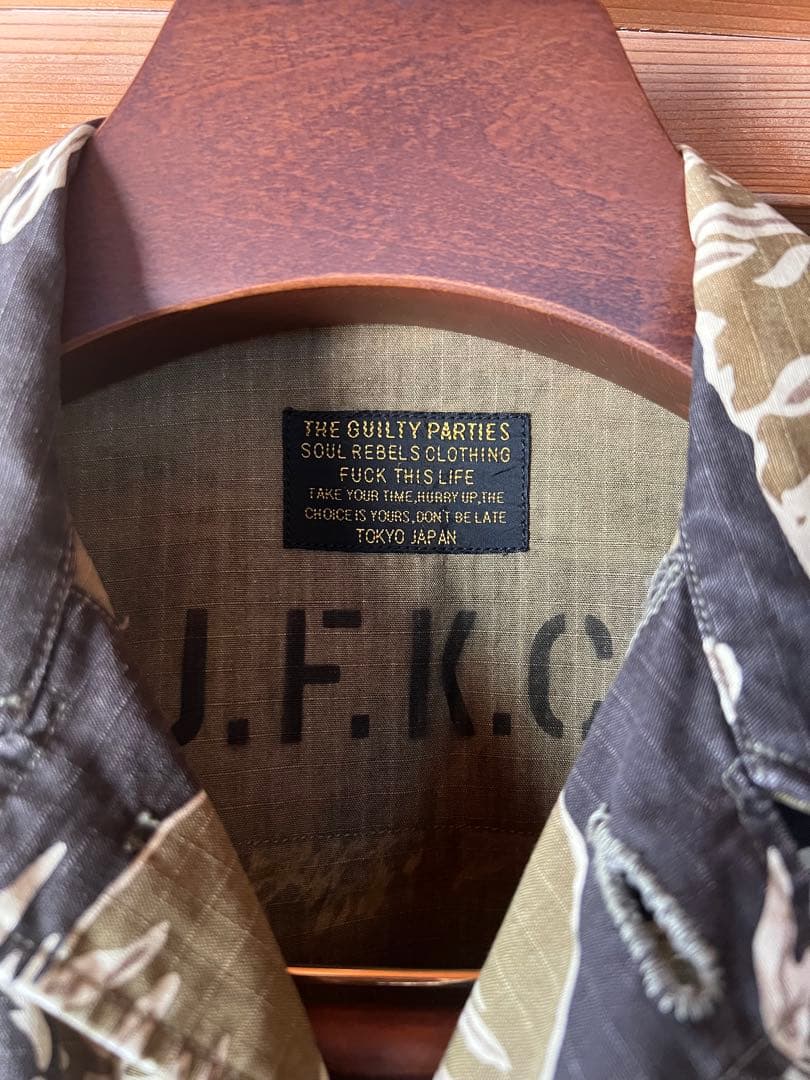 THE GUILTY PARTIES
SOUL REBELS CLOTHING
FUCK THIS LIFE
TAKE YOUR TIME,HURRY UP,THE
CHOICE IS YOURS,DON'T BE LATE
TOKYO JAPAN
J.F.K.C